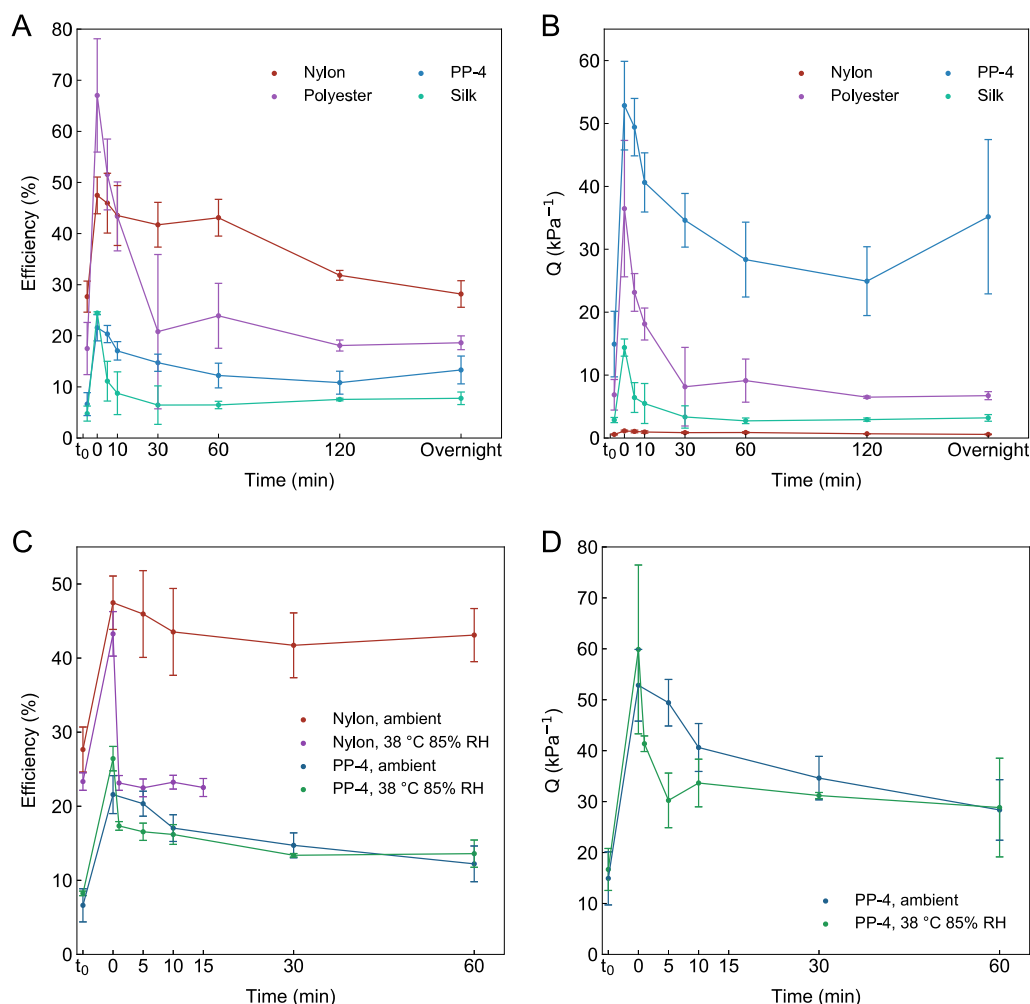 A
80
70
60
50
40
30
20
10
0
Efficiency (%)
Nylon
PP-4
Polyester
Silk
t0 0 10 30 60 120 Overnight
Time (min)
B
60
50
40
30
20
10
0
Q (kPa−1)
Nylon
PP-4
Polyester
Silk
t0 0 10 30 60 120 Overnight
Time (min)
C
50
40
30
20
10
0
Efficiency (%)
Nylon, ambient
Nylon, 38 °C 85% RH
PP-4, ambient
PP-4, 38 °C 85% RH
t0 0 5 10 15 30 60
Time (min)
D
80
70
60
50
40
30
20
10
0
Q (kPa−1)
PP-4, ambient
PP-4, 38 °C 85% RH
t0 0 5 10 15 30 60
Time (min)